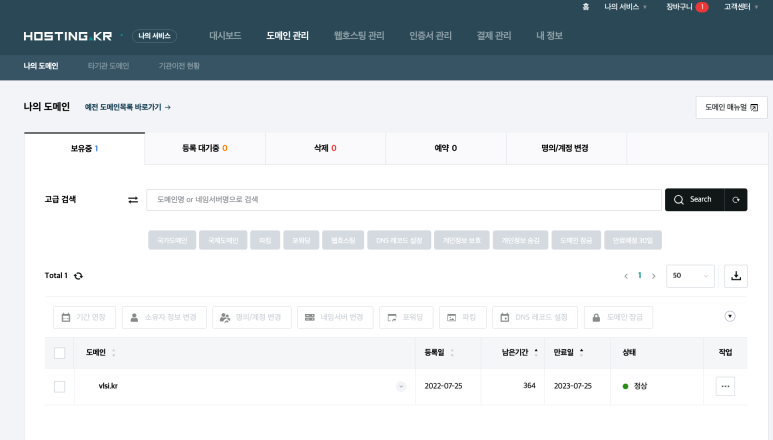 홈 나의 서비스 장바구니 1 고객센터
HOSTING.KR 나의 서비스 대시보드 도메인 관리 웹호스팅 관리 인증서 관리 결제 관리 내 정보
나의 도메인 타기관 도메인 기관이전 현황
나의 도메인 예전 도메인목록 바로가기 → 도메인 매뉴얼
보유중 1 등록 대기중 0 삭제 0 예약 0 명의/계정 변경
고급 검색 도메인명 or 네임서버명으로 검색 Search
국가도메인 국제도메인 파킹 포워딩 웹호스팅 DNS 레코드 설정 개인정보 보호 개인정보 숨김 도메인 잠금 만료예정 30일
Total 1 < 1 > 50
기간 연장 소유자 정보 변경 명의/계정 변경 네임서버 변경 포워딩 파킹 DNS 레코드 설정 도메인 잠금
도메인 등록일 남은기간 만료일 상태 작업
vlsi.kr 2022-07-25 364 2023-07-25 정상 ...